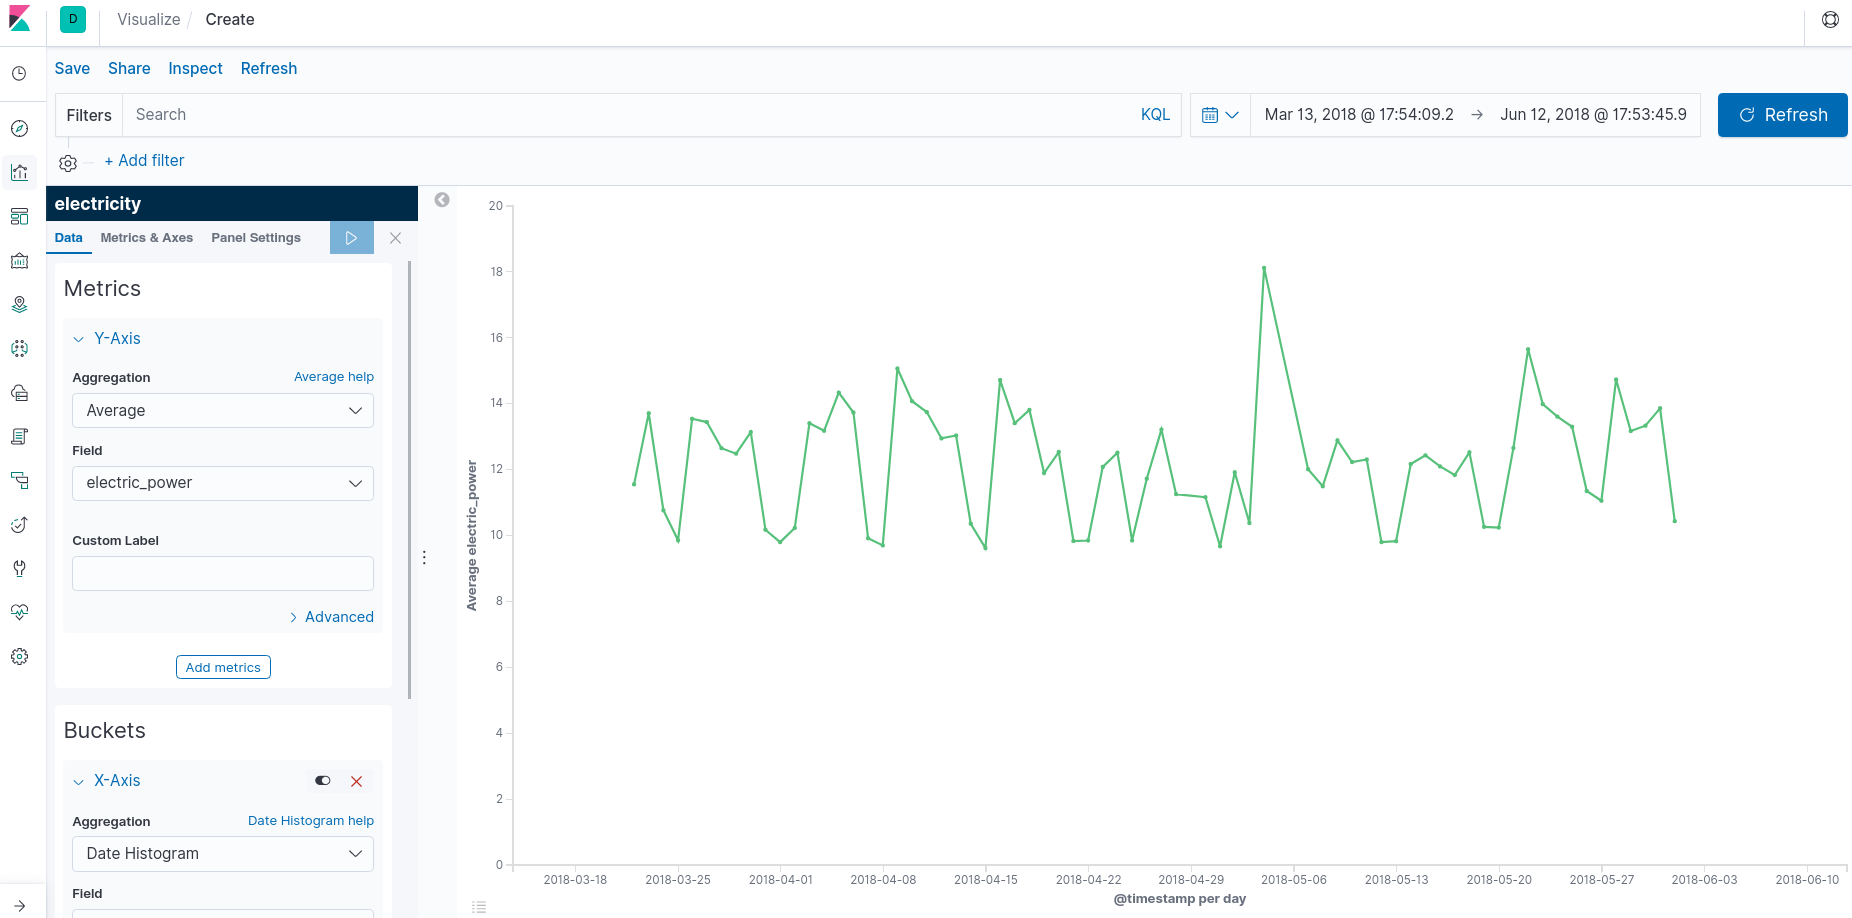 D Visualize / Create
Save Share Inspect Refresh
Filters Search KQL Mar 13, 2018 @ 17:54:09.2 → Jun 12, 2018 @ 17:53:45.9 Refresh
+ Add filter
electricity
Data Metrics & Axes Panel Settings
Metrics
Y-Axis
Aggregation Average help
Average
Field
electric_power
Custom Label
Advanced
Add metrics
Buckets
X-Axis
Aggregation Date Histogram help
Date Histogram
Field
20
18
16
14
12
10
8
6
4
2
0
Average electric_power
2018-03-18 2018-03-25 2018-04-01 2018-04-08 2018-04-15 2018-04-22 2018-04-29 2018-05-06 2018-05-13 2018-05-20 2018-05-27 2018-06-03 2018-06-10
@timestamp per day